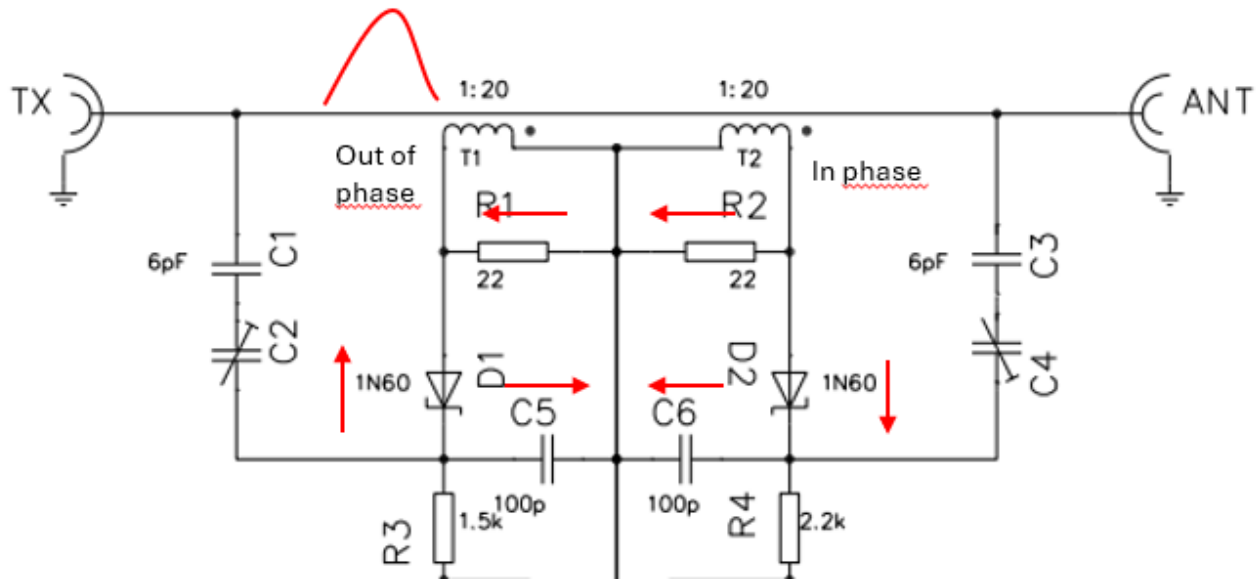 1:20
1:20
TX
ANT
T1
T2
Out of
phase
In phase
R1
R2
22
22
6pF
C1
6pF
C3
C2
C4
1N60
D1
D2
1N60
C5
C6
100p
100p
R3
1.5k
R4
2.2k